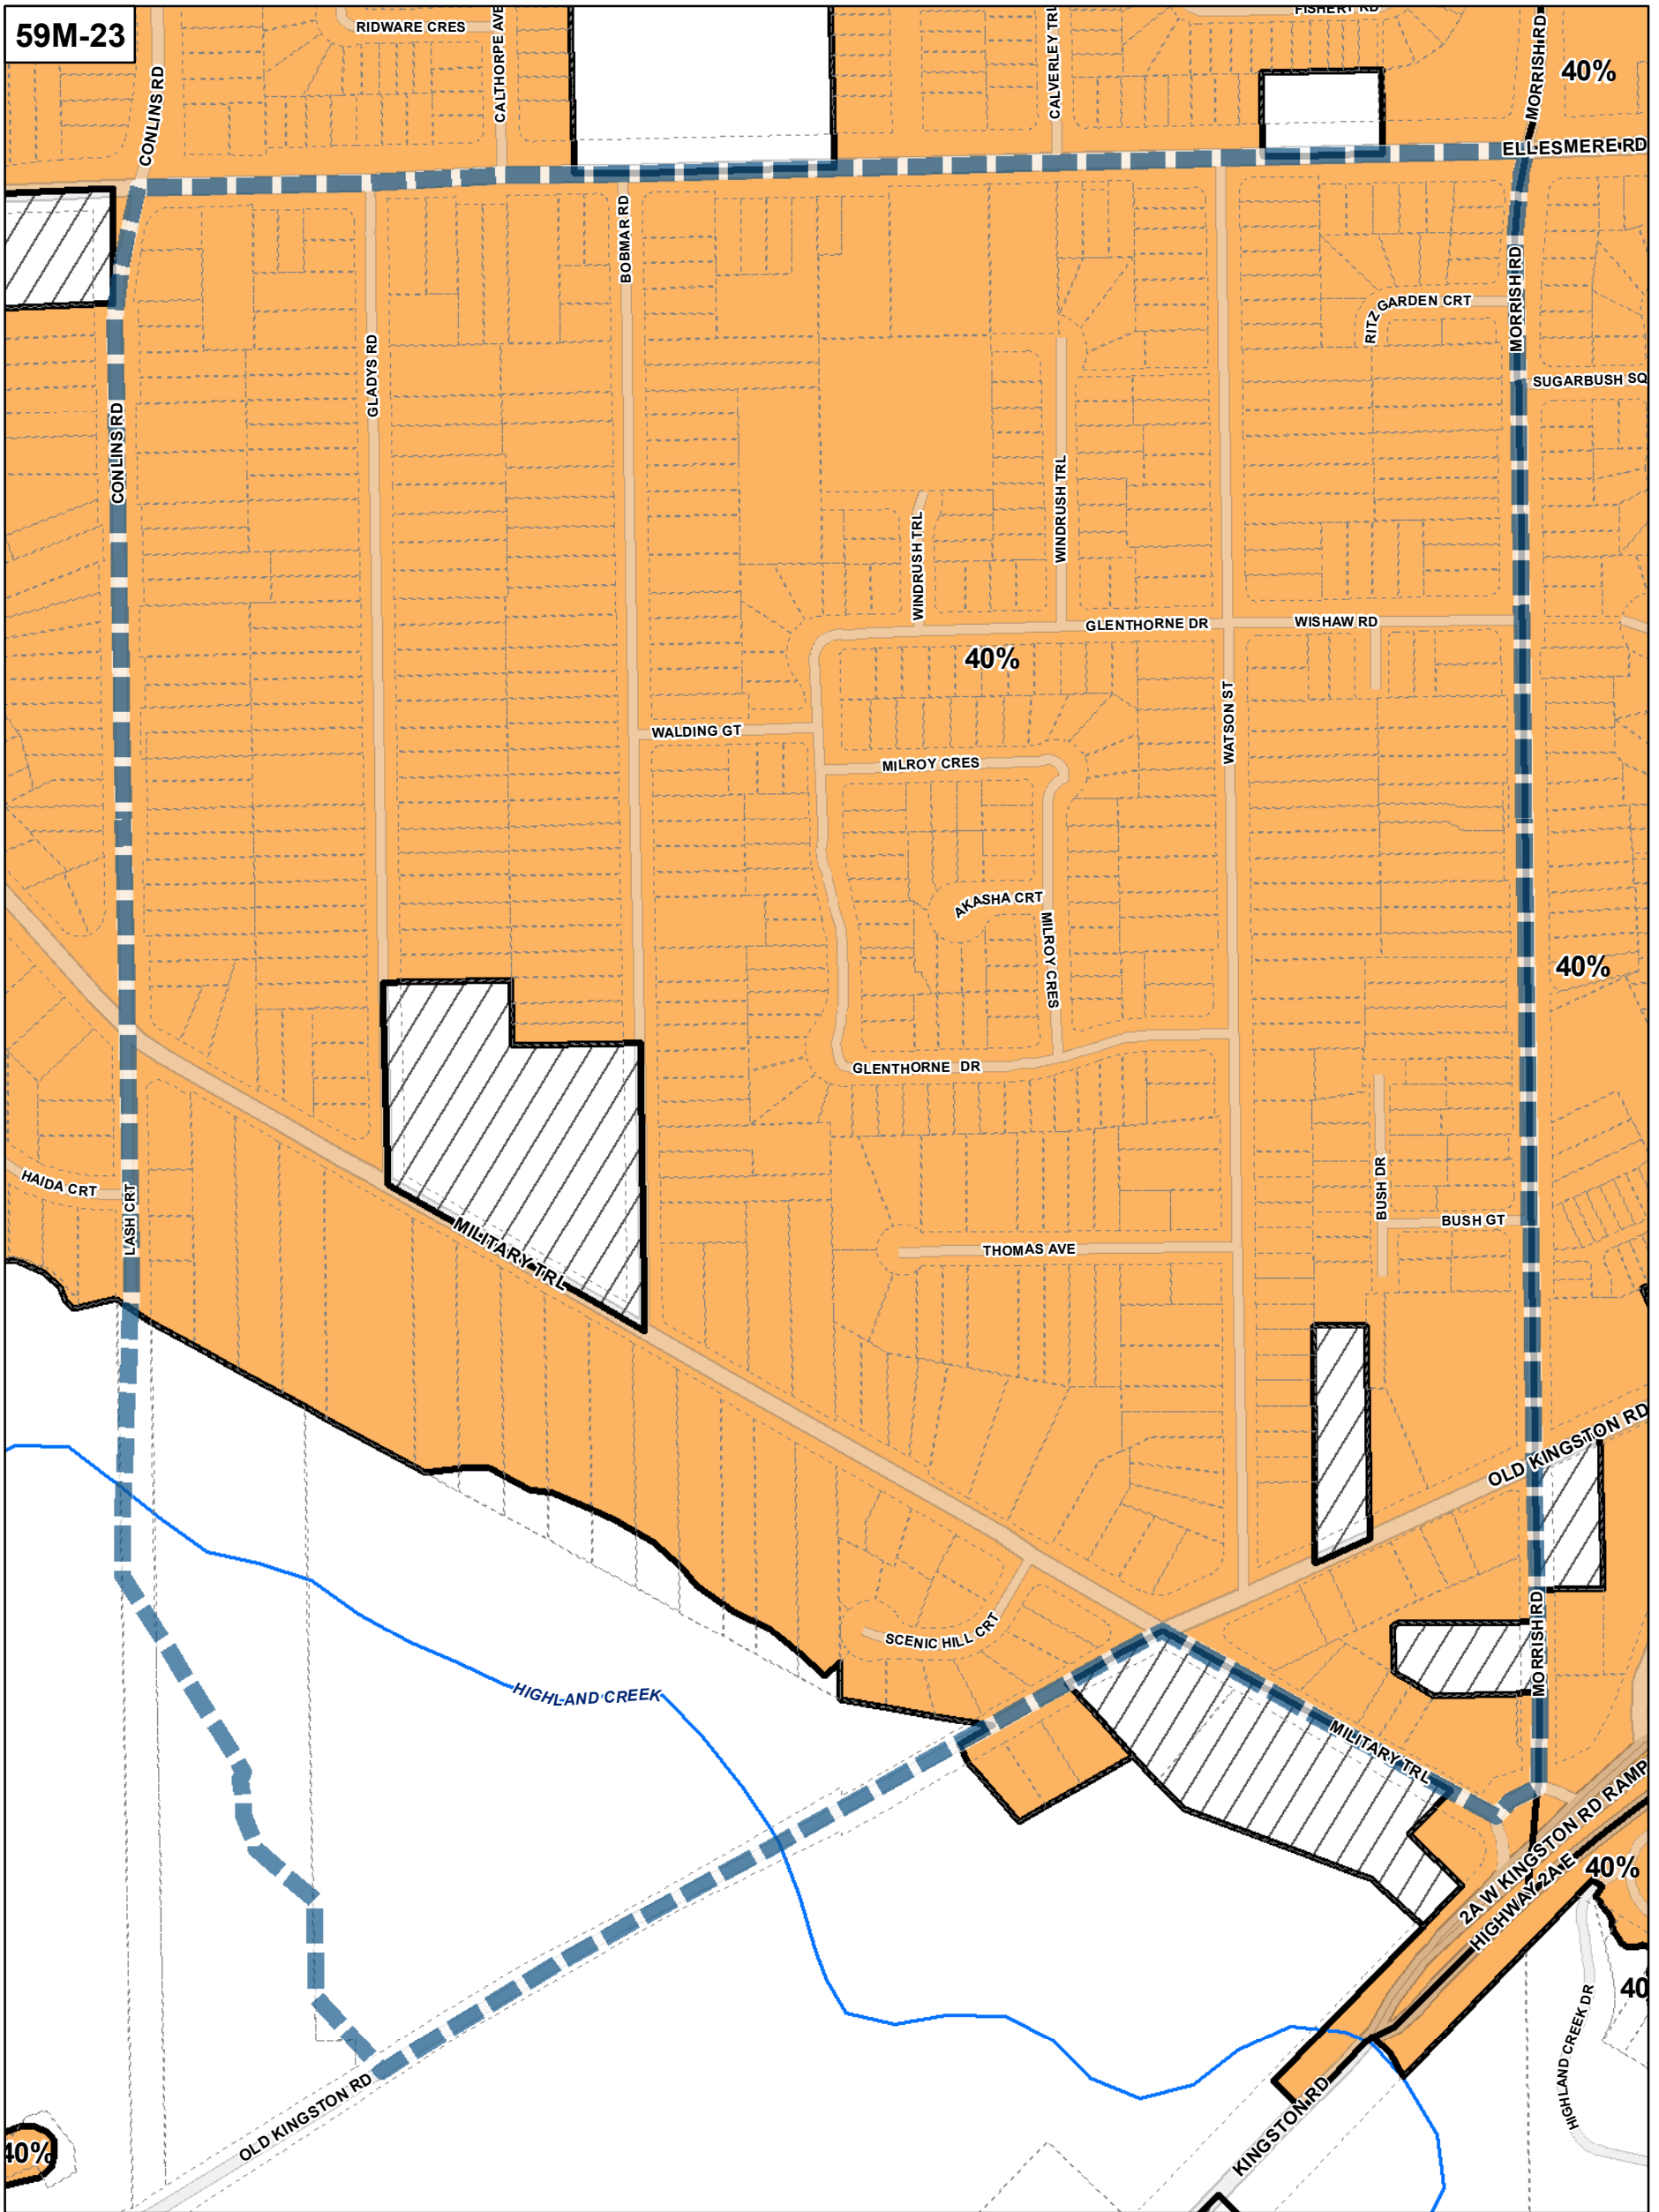 59M-23
RIDWARE CRES
CALTHORPE AVE
CALVERLEY TRL
FISHERY RD
MORRISH RD
40%
CONLINS RD
ELLESMERE RD
BOBMAR RD
MORRISH RD
RITZ GARDEN CRT
GLADYS RD
SUGARBUSH SQ
CONLINS RD
WINDRUSH TRL
WINDRUSH TRL
GLENTHORNE DR
WISHAW RD
40%
WATSON ST
WALDING GT
MILROY CRES
AKASHA CRT
MILROY CRES
40%
GLENTHORNE DR
HAIDA CRT
LASH CRT
BUSH DR
BUSH GT
MILITARY TRL
THOMAS AVE
OLD KINGSTON RD
SCENIC HILL CRT
MORRISH RD
HIGHLAND CREEK
MILITARY TRL
2A W KINGSTON RD RAMP
HIGHWAY 2A E
40%
40
HIGHLAND CREEK DR
OLD KINGSTON RD
KINGSTON RD
40%